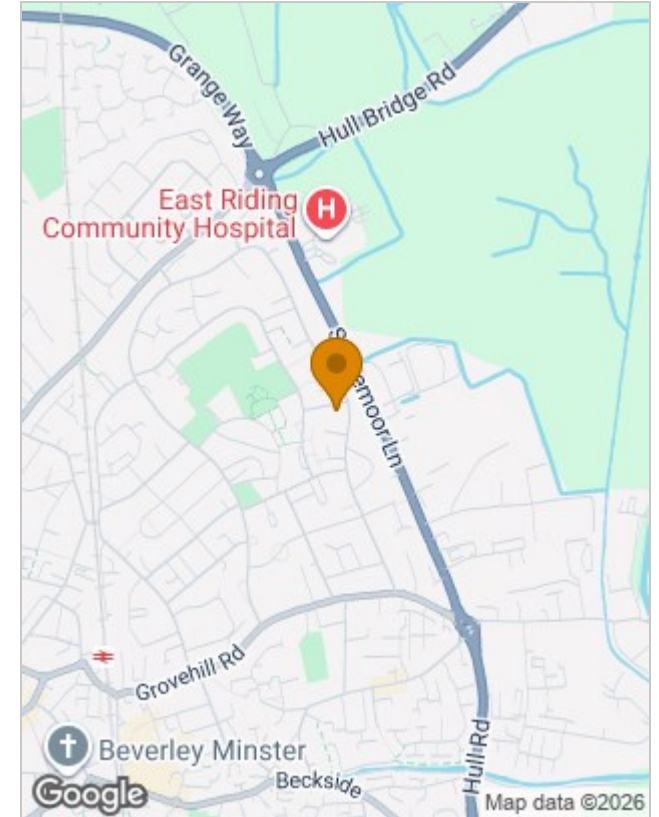 Grange Way
Hull Bridge Rd
East Riding
Community Hospital
H
Grovehill Rd
Beverley Minster
Beckside
Hull Rd
Google
Map data ©2026